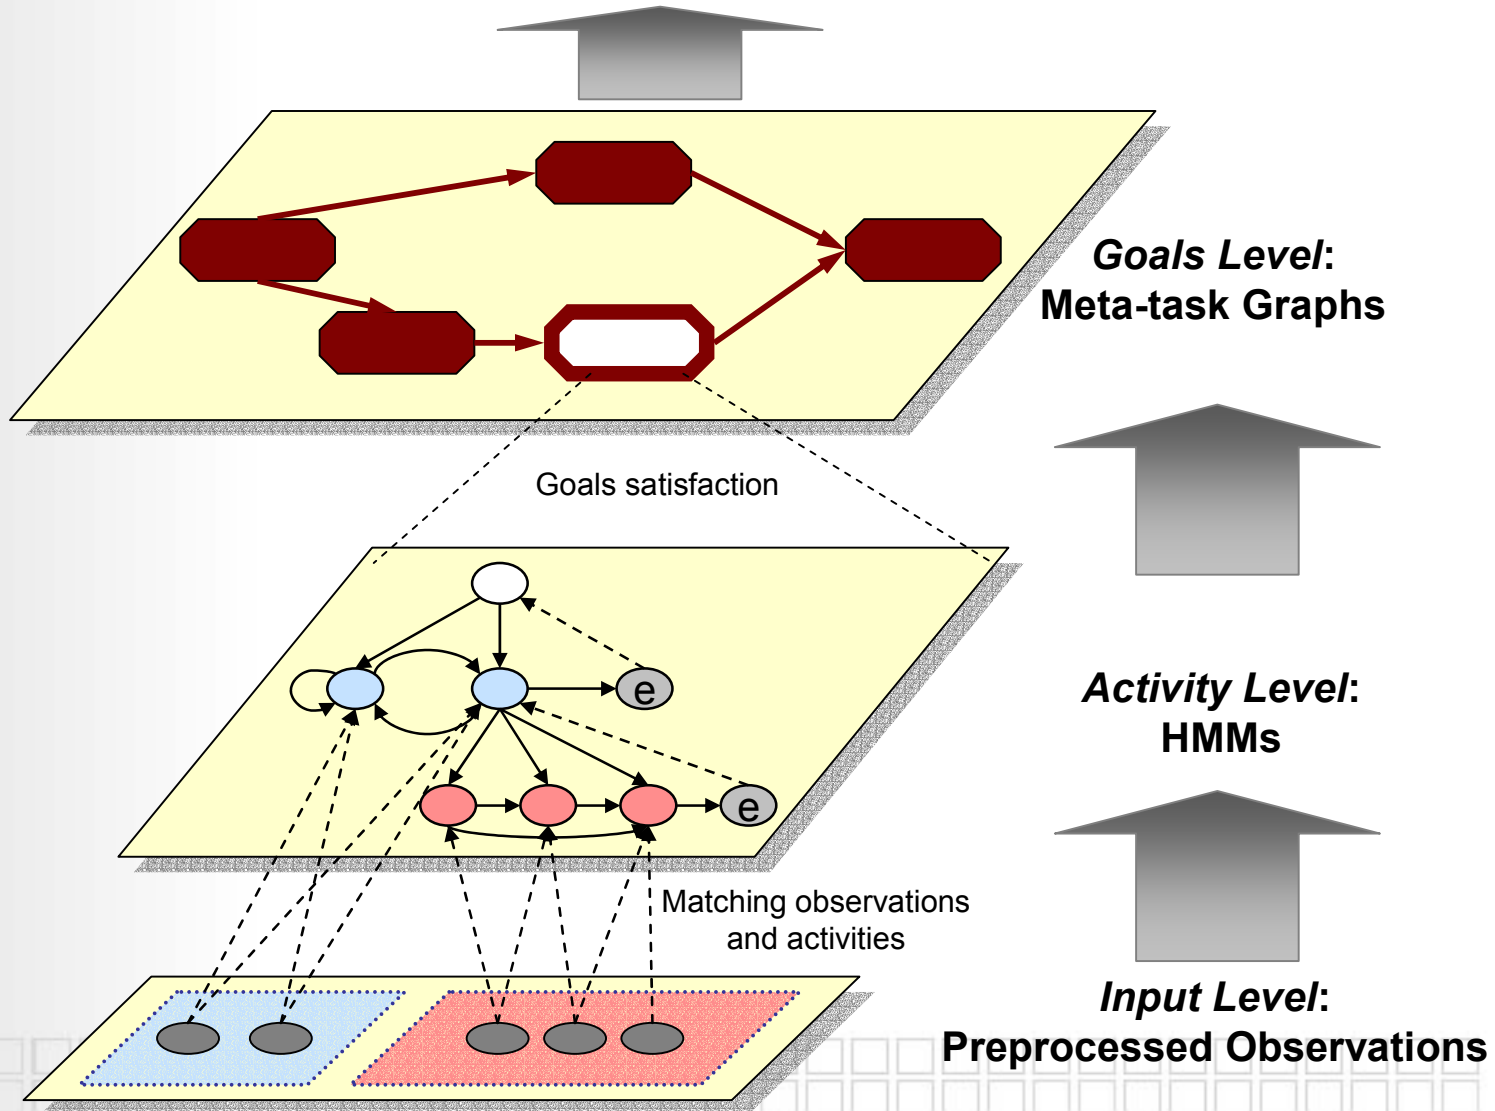 Goals Level:
Meta-task Graphs
Goals satisfaction
e
Activity Level:
HMMs
e
Matching observations
and activities
Input Level:
Preprocessed Observations